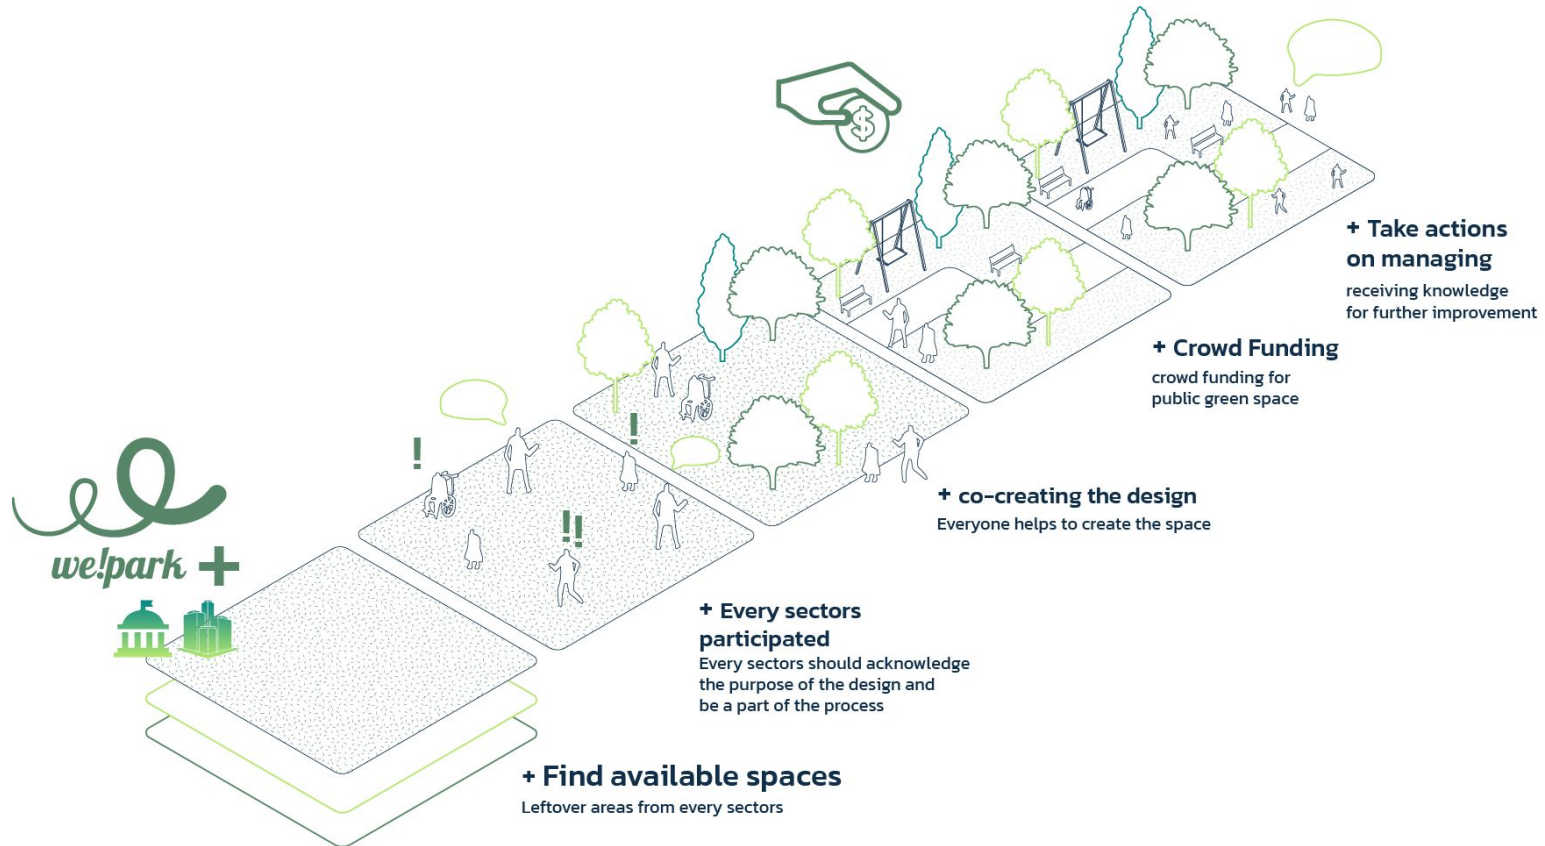 we!park +
+ Find available spaces
Leftover areas from every sectors
+ Every sectors
participated
Every sectors should acknowledge
the purpose of the design and
be a part of the process
+ co-creating the design
Everyone helps to create the space
+ Crowd Funding
crowd funding for
public green space
+ Take actions
on managing
receiving knowledge
for further improvement
!
!
!!
$